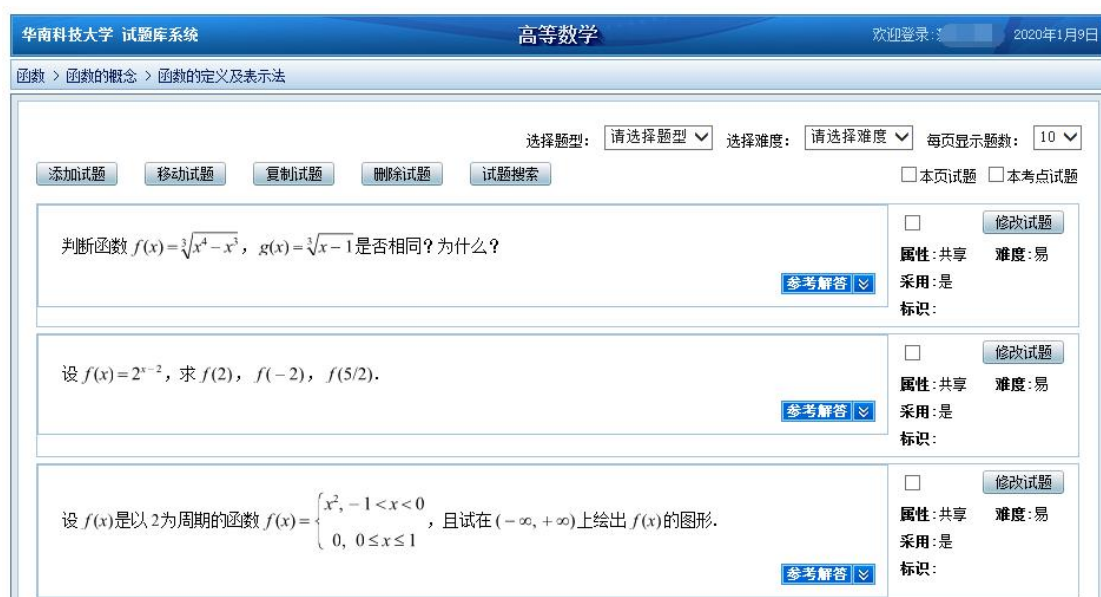 华南科技大学 试题库系统 高等数学 欢迎登录: 2020年1月9日
函数 > 函数的概念 > 函数的定义及表示法
选择题型: 请选择题型 选择难度: 请选择难度 每页显示题数: 10
添加试题 移动试题 复制试题 删除试题 试题搜索 本页试题 本考点试题
判断函数 f(x)=∛(x⁴−x³), g(x)=∛(x−1)是否相同?为什么?
参考解答
修改试题
属性:共享 难度:易
采用:是
标识:
设 f(x)=2ˣ⁻², 求 f(2), f(−2), f(5/2).
参考解答
修改试题
属性:共享 难度:易
采用:是
标识:
设 f(x)是以2为周期的函数 f(x)={x², −1<x<0; 0, 0≤x≤1, 且试在(−∞, +∞)上绘出 f(x)的图形.
参考解答
修改试题
属性:共享 难度:易
采用:是
标识: